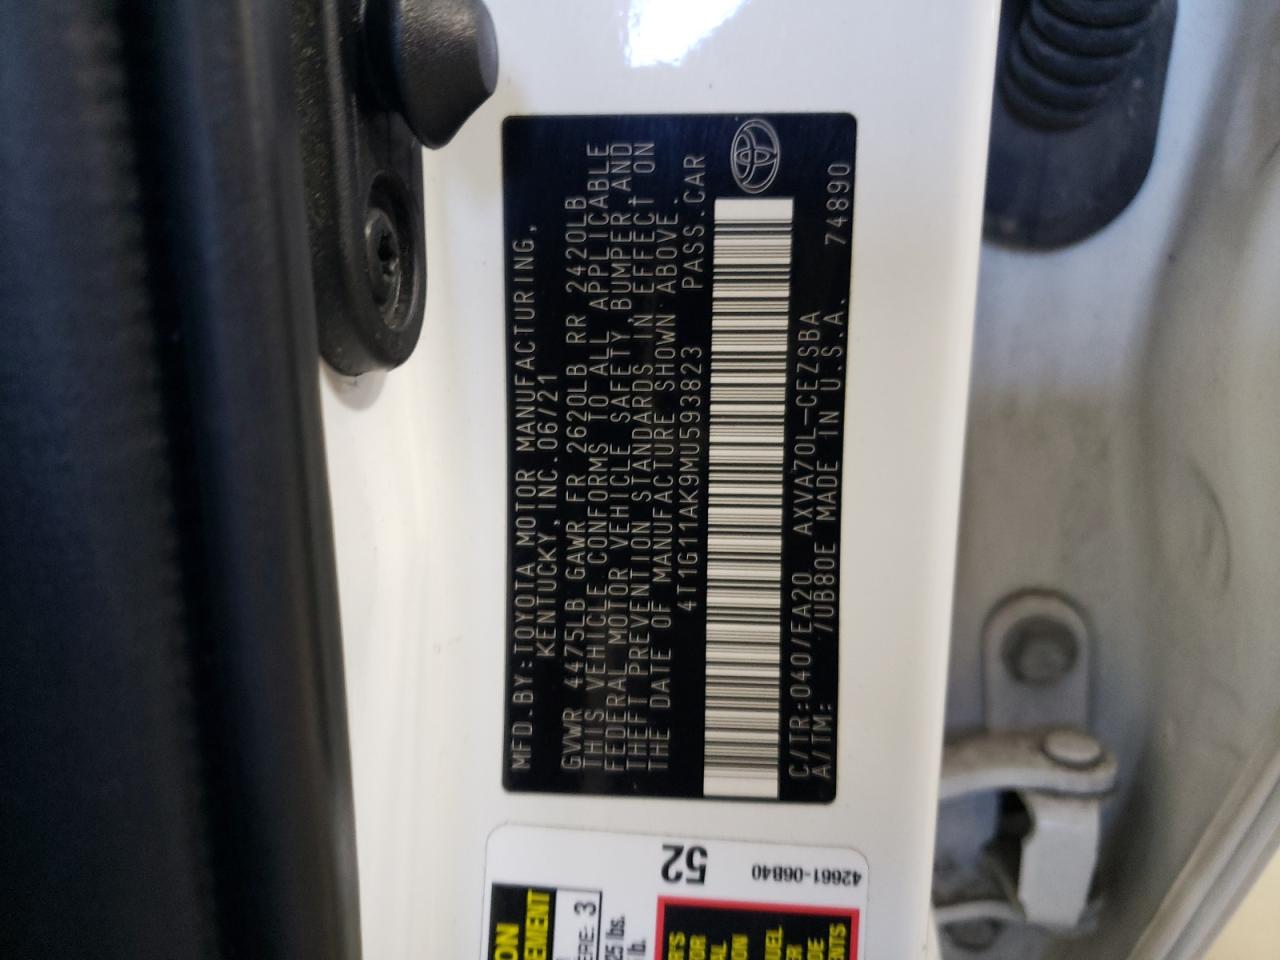 MFD.BY:TOYOTA MOTOR MANUFACTURING,
KENTUCKY,INC.06/21
GVWR 4475LB GAWR FR 2620LB RR 2420LB
THIS VEHICLE CONFORMS TO ALL APPLICABLE
FEDERAL MOTOR VEHICLE SAFETY,BUMPER,AND
THEFT PREVENTION STANDARDS IN EFFECT ON
THE DATE OF MANUFACTURE SHOWN ABOVE.
4T1G11AK9MU593823 PASS.CAR
C/TR:040/EA20 AXVA70L-CEZSBA
A/TM: /UB80E MADE IN U.S.A. 74890
52
42661-06B40